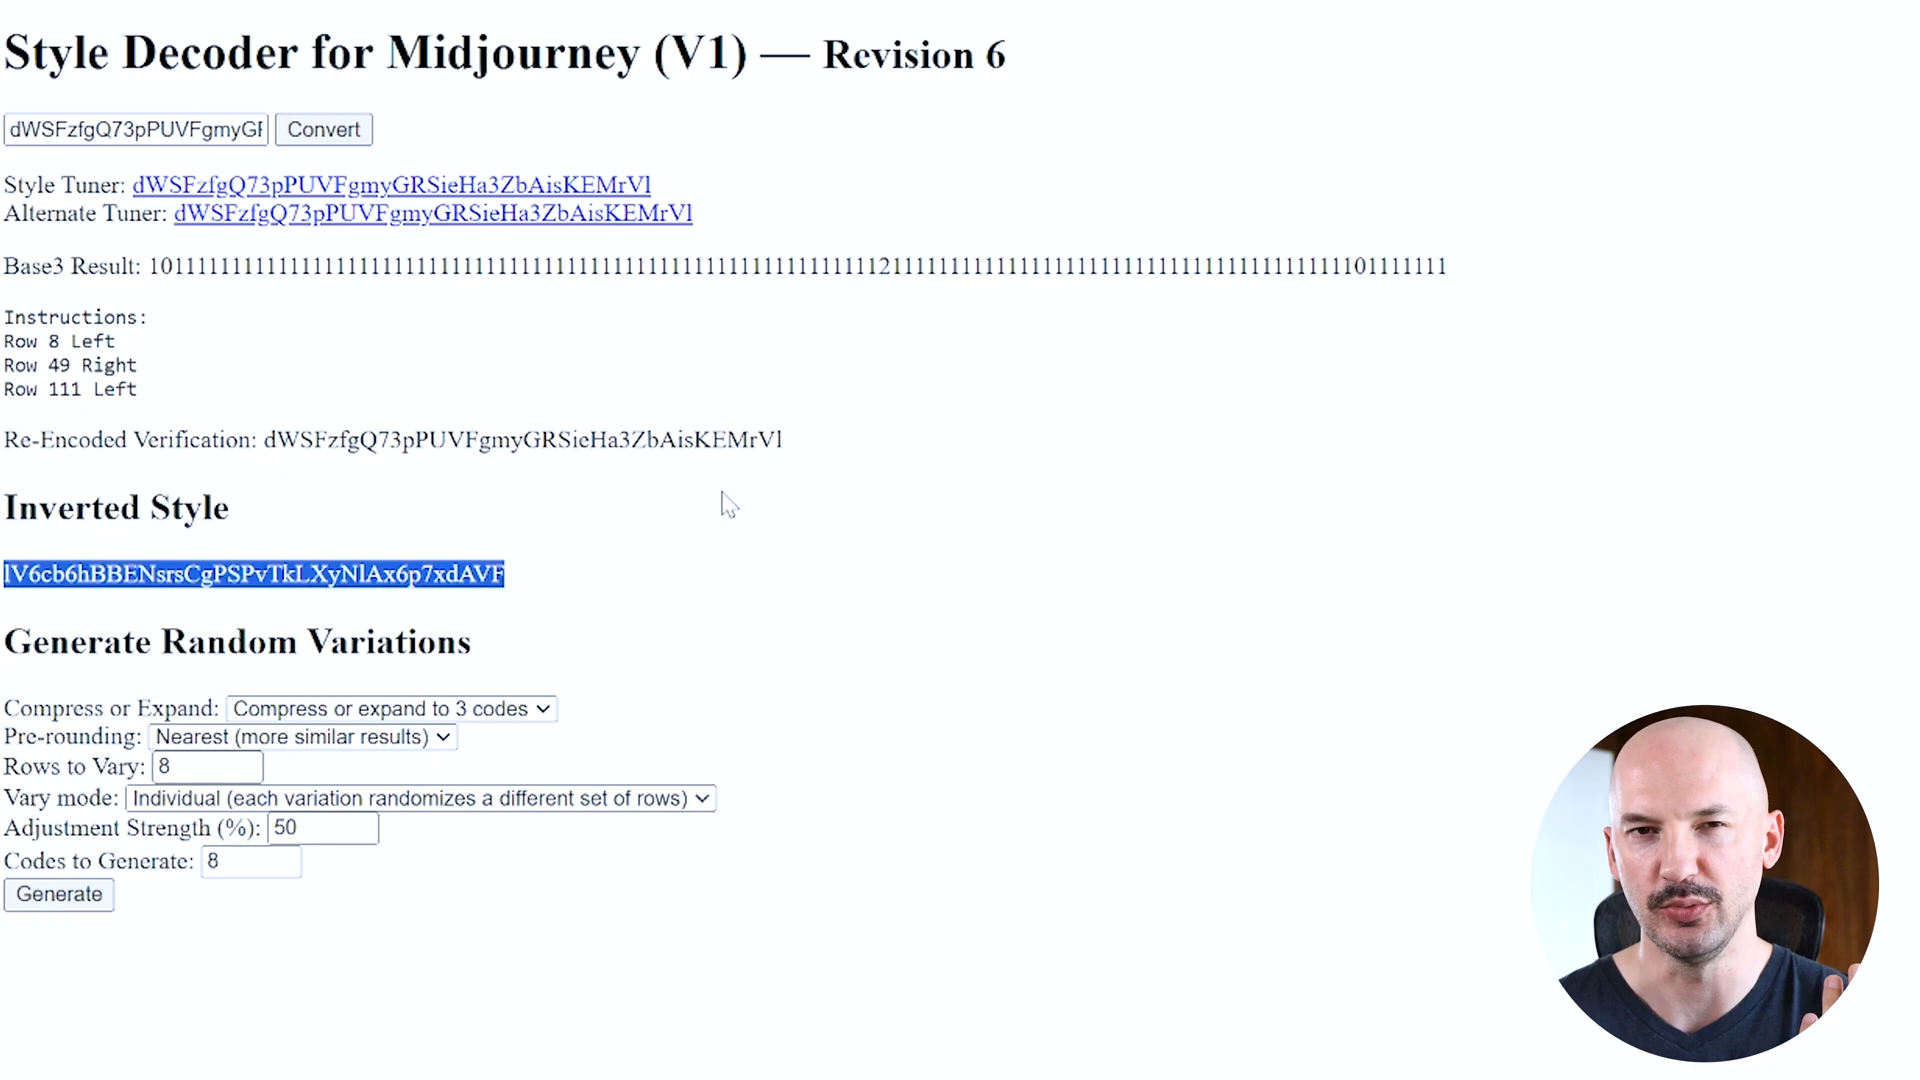 Style Decoder for Midjourney (V1) — Revision 6
dWSFzfgQ73pPUVFgmyGF Convert
Style Tuner: dWSFzfgQ73pPUVFgmyGRSieHa3ZbAisKEMrVl
Alternate Tuner: dWSFzfgQ73pPUVFgmyGRSieHa3ZbAisKEMrVl
Base3 Result: 1011111111111111111111111111111111111111111111111111111111111112111111111111111111111111111111111111111101111111
Instructions:
Row 8 Left
Row 49 Right
Row 111 Left
Re-Encoded Verification: dWSFzfgQ73pPUVFgmyGRSieHa3ZbAisKEMrVl
Inverted Style
lV6cb6hBBENsrsCgPSPvTkLXyNlAx6p7xdAVF
Generate Random Variations
Compress or Expand: Compress or expand to 3 codes
Pre-rounding: Nearest (more similar results)
Rows to Vary: 8
Vary mode: Individual (each variation randomizes a different set of rows)
Adjustment Strength (%): 50
Codes to Generate: 8
Generate